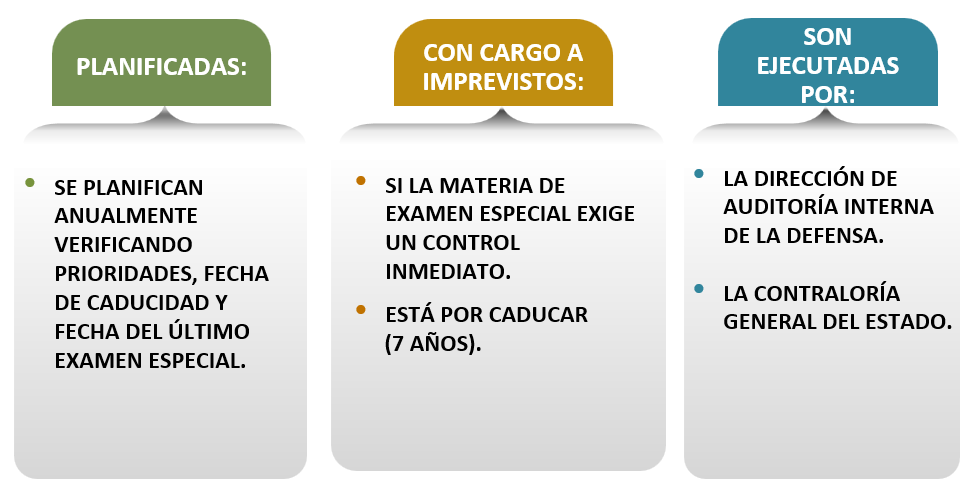 PLANIFICADAS:
• SE PLANIFICAN
ANUALMENTE
VERIFICANDO
PRIORIDADES, FECHA
DE CADUCIDAD Y
FECHA DEL ÚLTIMO
EXAMEN ESPECIAL.
CON CARGO A
IMPREVISTOS:
• SI LA MATERIA DE
EXAMEN ESPECIAL EXIGE
UN CONTROL
INMEDIATO.
• ESTÁ POR CADUCAR
(7 AÑOS).
SON
EJECUTADAS
POR:
• LA DIRECCIÓN DE
AUDITORÍA INTERNA
DE LA DEFENSA.
• LA CONTRALORÍA
GENERAL DEL ESTADO.